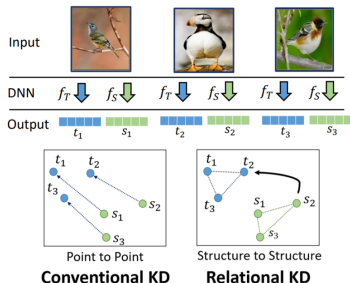 Input
DNN f_T f_S f_T f_S f_T f_S
Output
t_1 s_1 t_2 s_2 t_3 s_3
t_1 t_2 t_3 s_1 s_2 s_3
t_1 t_2 t_3 s_1 s_2 s_3
Point to Point Structure to Structure
Conventional KD Relational KD